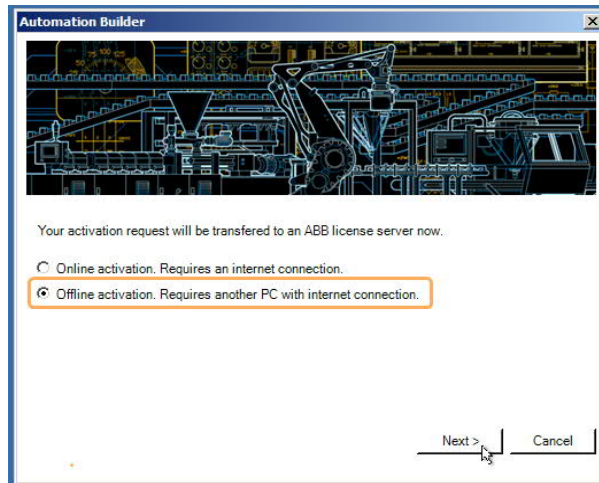 Automation Builder
Your activation request will be transfered to an ABB license server now.
Online activation. Requires an internet connection.
Offline activation. Requires another PC with internet connection.
Next >
Cancel